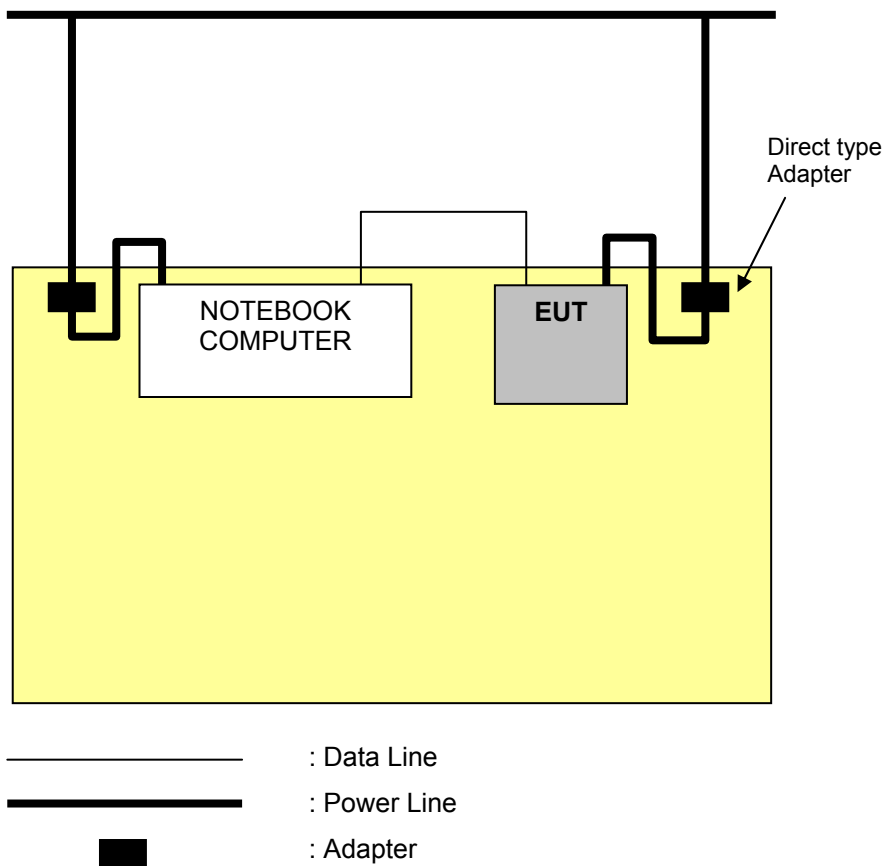 Direct type
Adapter
NOTEBOOK
COMPUTER
EUT
: Data Line
: Power Line
: Adapter